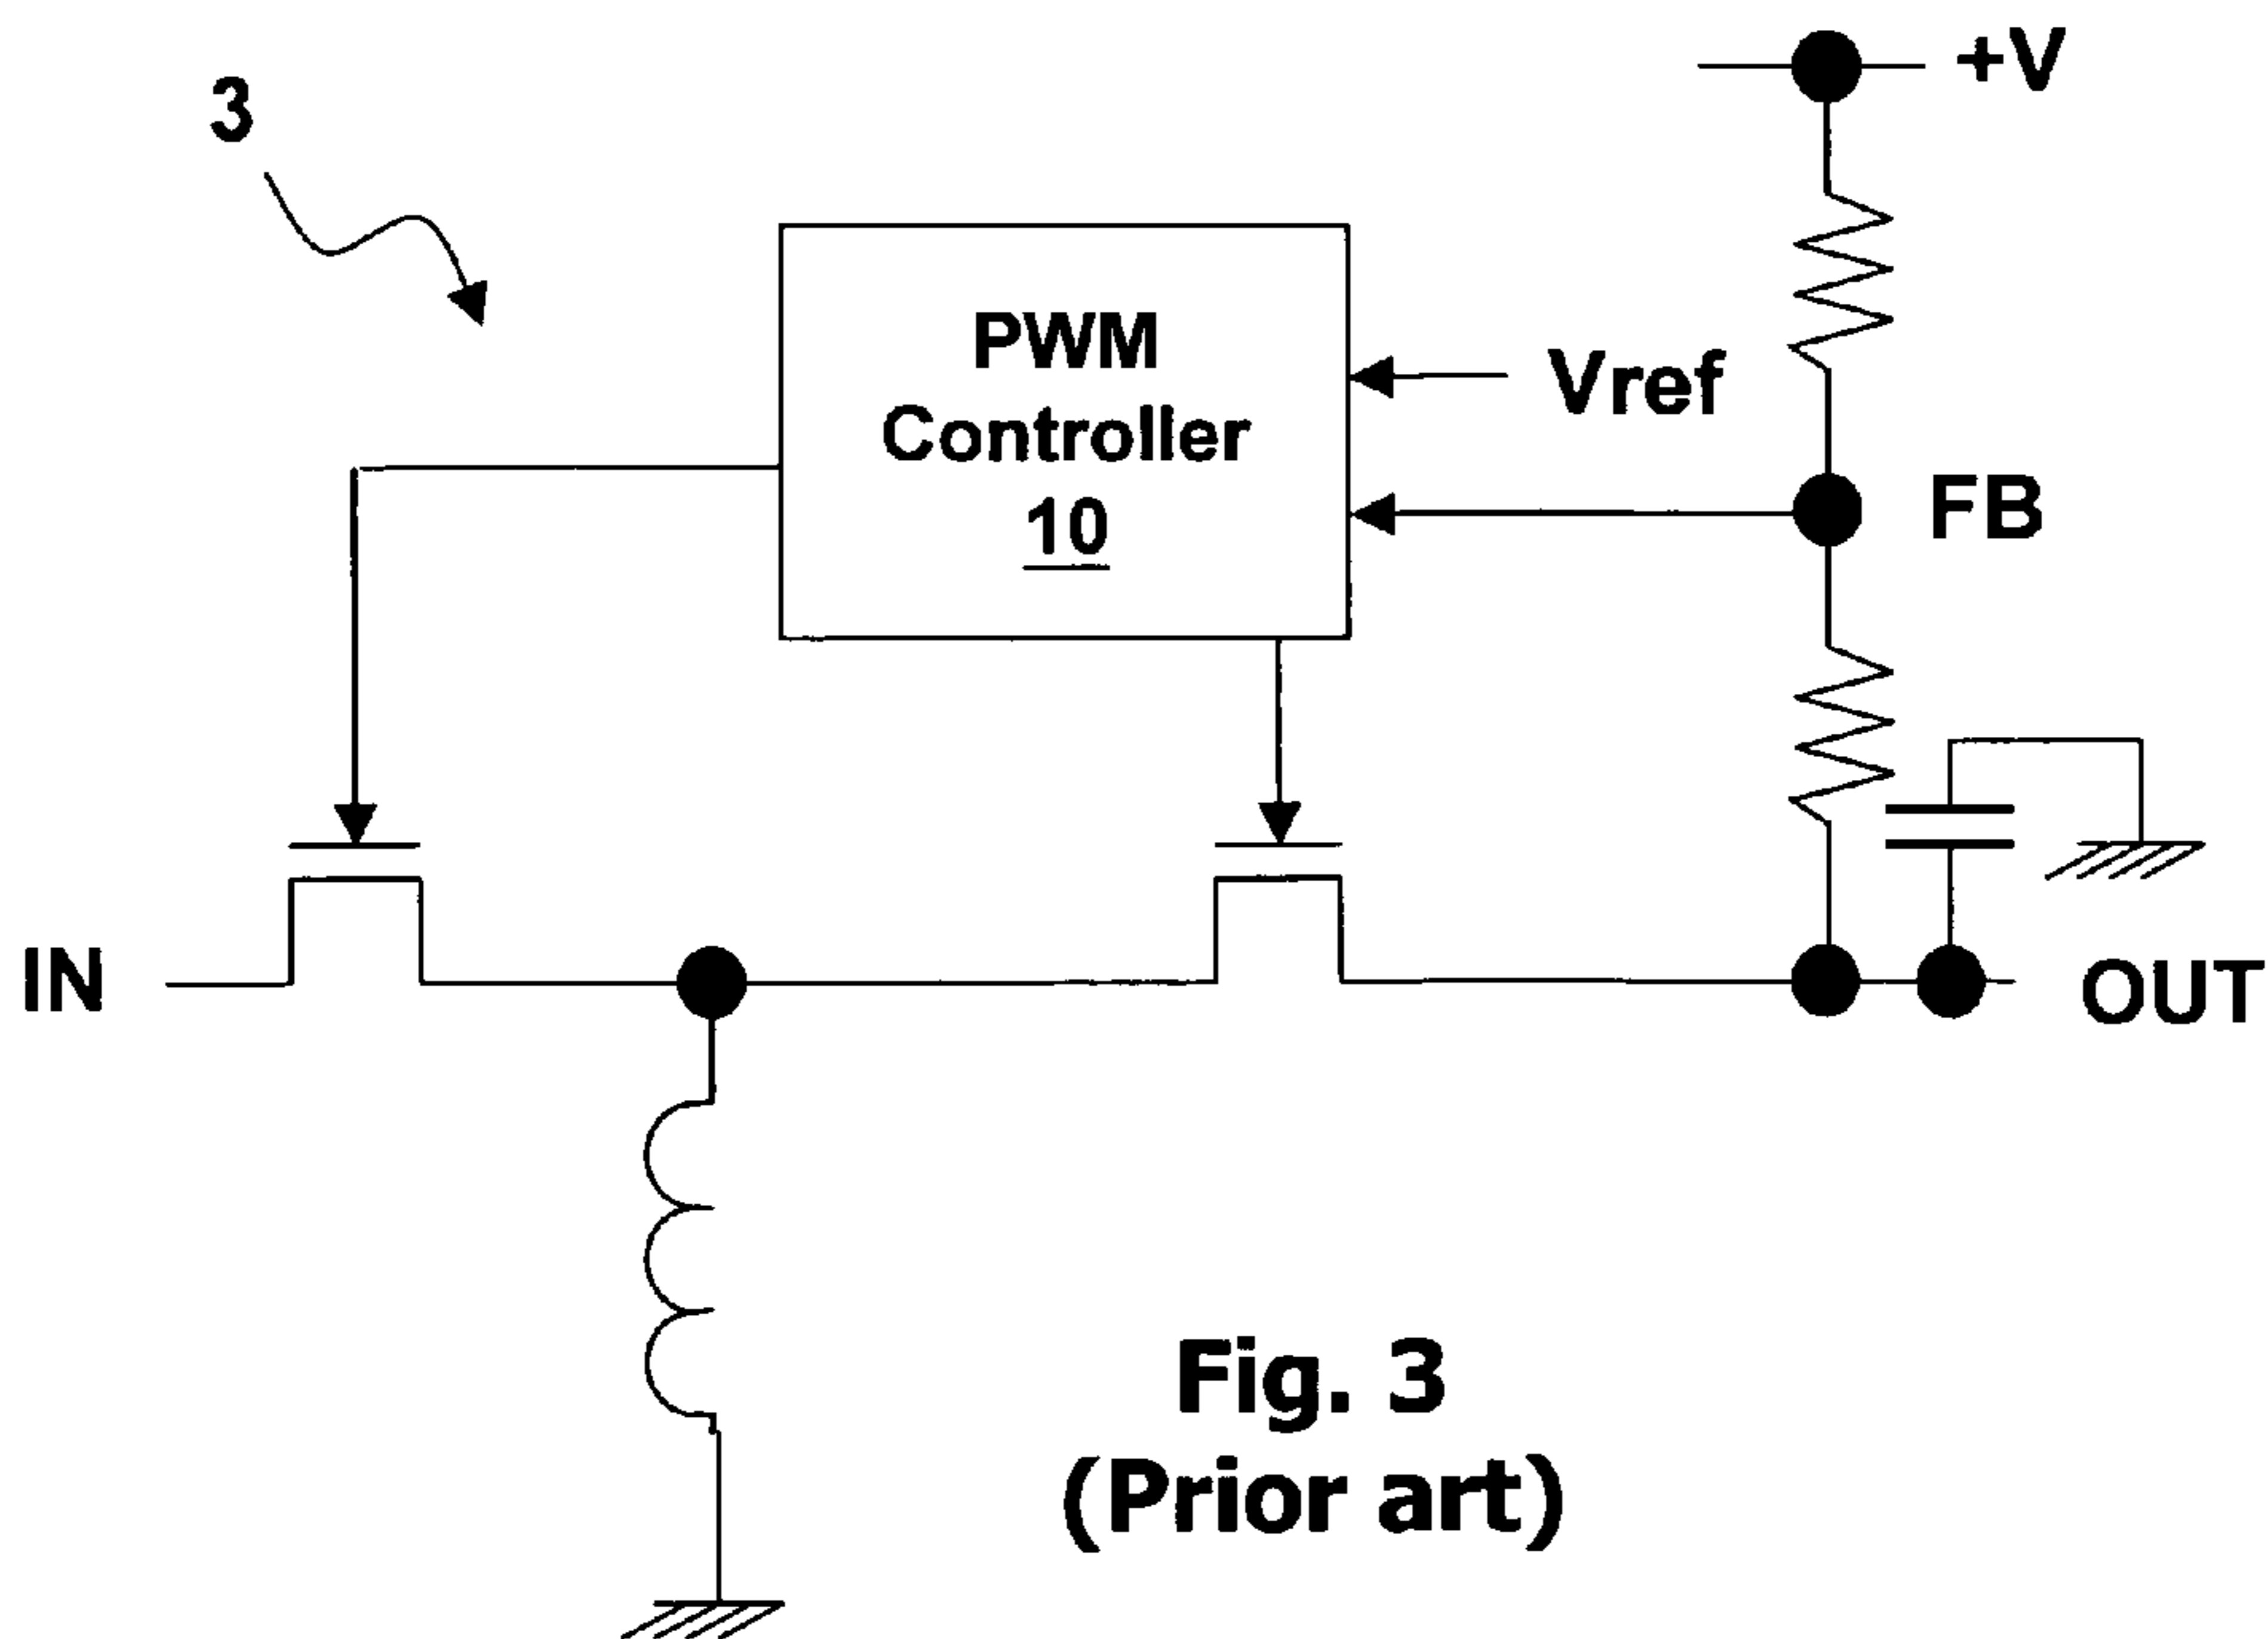 +V
3
PWM
Controller
10
Vref
FB
IN
OUT
Fig. 3
(Prior art)